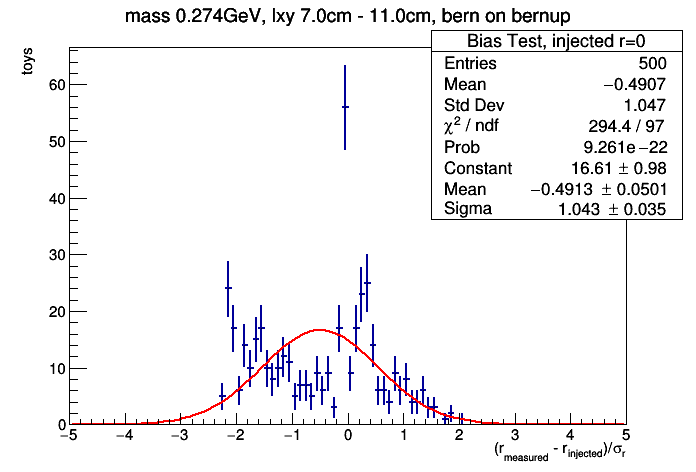 mass 0.274GeV, lxy 7.0cm - 11.0cm, bern on bernup
Bias Test, injected r=0
Entries 500
Mean −0.4907
Std Dev 1.047
χ² / ndf 294.4 / 97
Prob 9.261e−22
Constant 16.61 ± 0.98
Mean −0.4913 ± 0.0501
Sigma 1.043 ± 0.035
toys
60
50
40
30
20
10
0
−5 −4 −3 −2 −1 0 1 2 3 4 5
(r_measured - r_injected)/σ_r